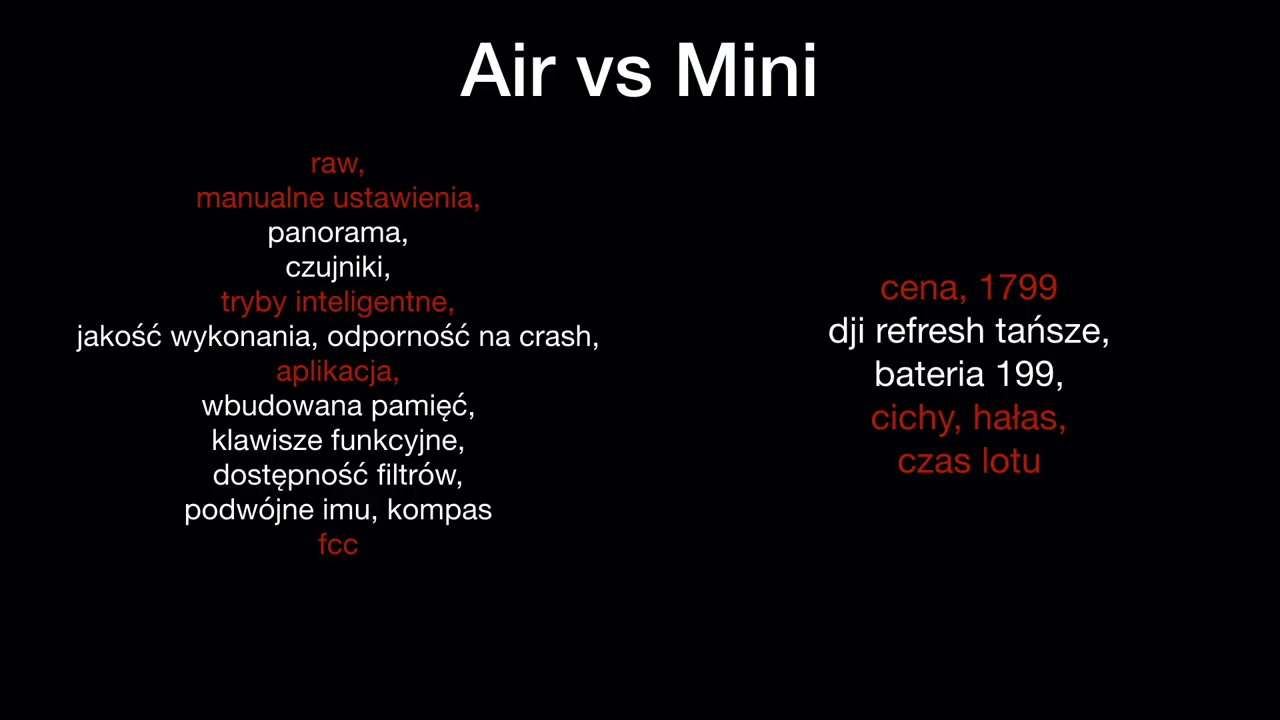 Air vs Mini
raw,
manualne ustawienia,
panorama,
czujniki,
tryby inteligentne,
jakość wykonania, odporność na crash,
aplikacja,
wbudowana pamięć,
klawisze funkcyjne,
dostępność filtrów,
podwójne imu, kompas
fcc
cena, 1799
dji refresh tańsze,
bateria 199,
cichy, hałas,
czas lotu